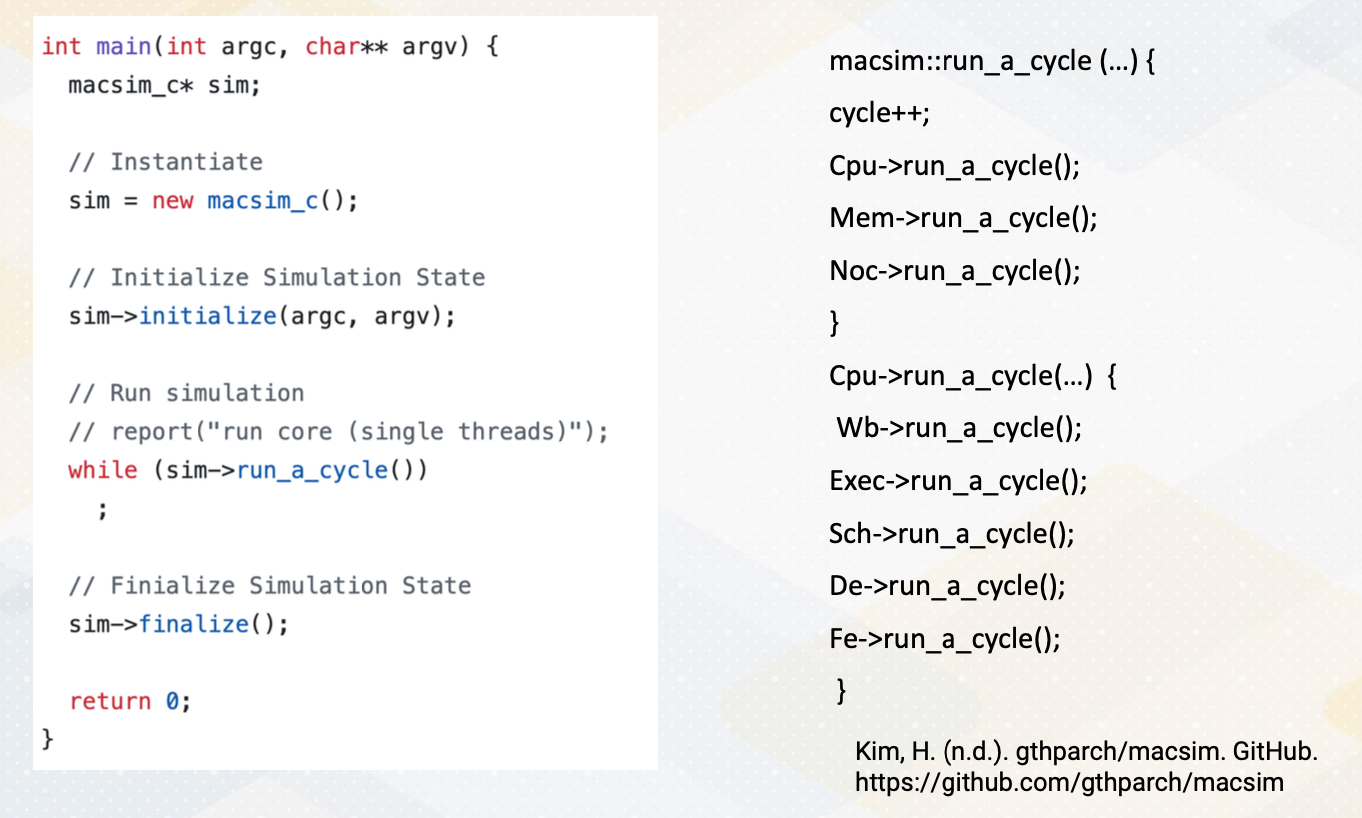 int main(int argc, char** argv) {
macsim_c* sim;
// Instantiate
sim = new macsim_c();
// Initialize Simulation State
sim->initialize(argc, argv);
// Run simulation
// report("run core (single threads)");
while (sim->run_a_cycle())
;
// Finialize Simulation State
sim->finalize();
return 0;
}
macsim::run_a_cycle (…) {
cycle++;
Cpu->run_a_cycle();
Mem->run_a_cycle();
Noc->run_a_cycle();
}
Cpu->run_a_cycle(…) {
Wb->run_a_cycle();
Exec->run_a_cycle();
Sch->run_a_cycle();
De->run_a_cycle();
Fe->run_a_cycle();
}
Kim, H. (n.d.). gthparch/macsim. GitHub.
https://github.com/gthparch/macsim